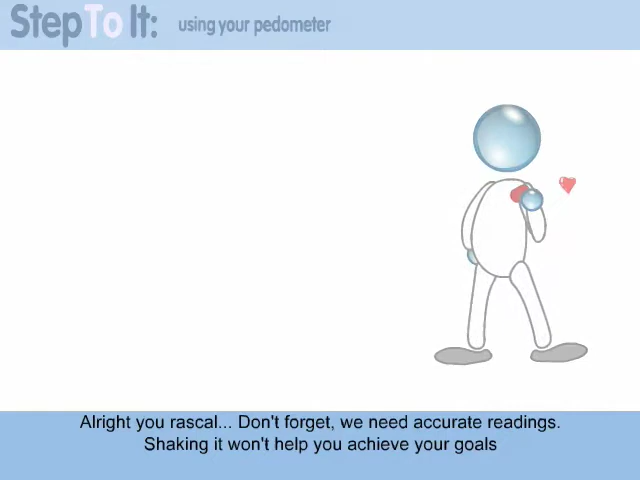 StepTo It: using your pedometer
Alright you rascal... Don't forget, we need accurate readings.
Shaking it won't help you achieve your goals